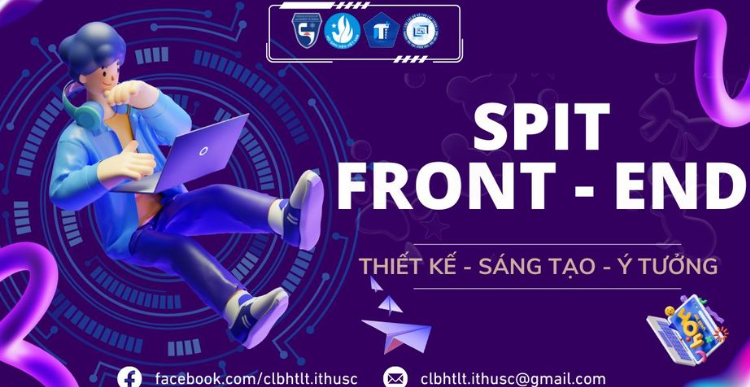 SPIT
FRONT - END
THIẾT KẾ - SÁNG TẠO - Ý TƯỞNG
facebook.com/clbhtlt.ithusc
clbhtlt.ithusc@gmail.com